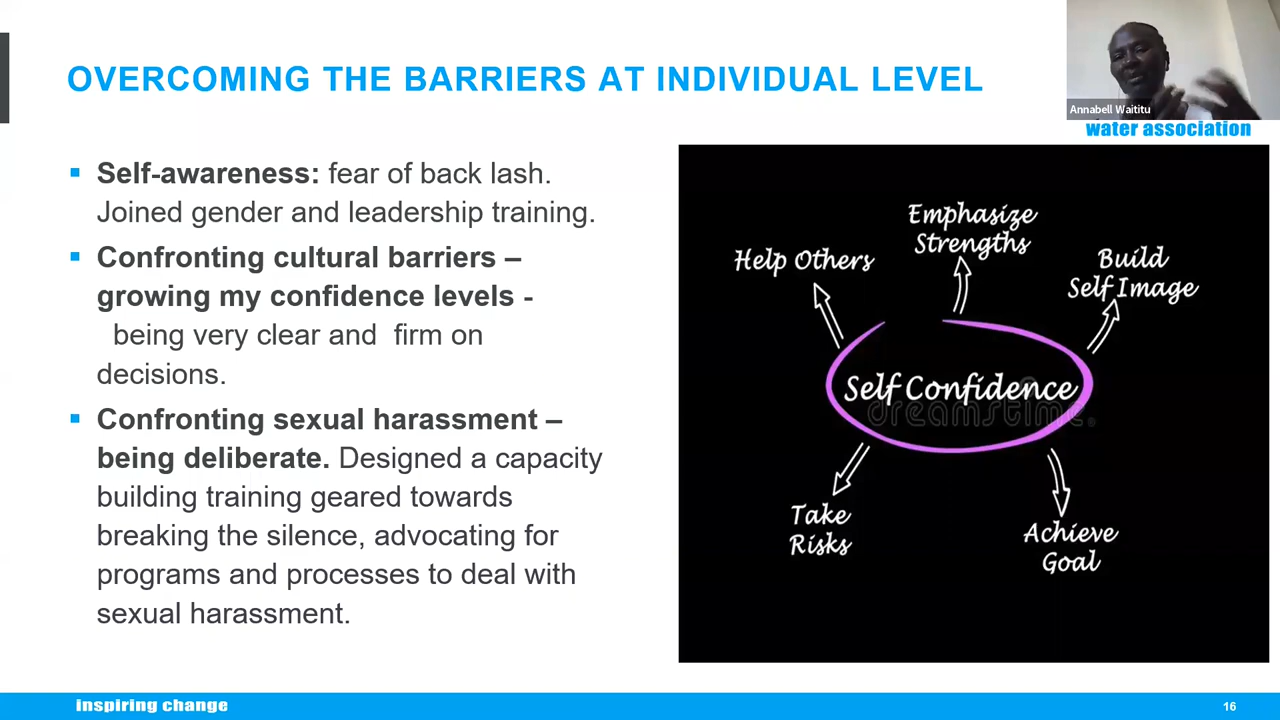 OVERCOMING THE BARRIERS AT INDIVIDUAL LEVEL
Annabell Waititu
water association
Self-awareness: fear of back lash.
Joined gender and leadership training.
Confronting cultural barriers –
growing my confidence levels -
being very clear and firm on
decisions.
Confronting sexual harassment –
being deliberate. Designed a capacity
building training geared towards
breaking the silence, advocating for
programs and processes to deal with
sexual harassment.
Emphasize
Strengths
Help Others
Build
Self Image
Self Confidence
dreamstime.
Take
Risks
Achieve
Goal
inspiring change
16